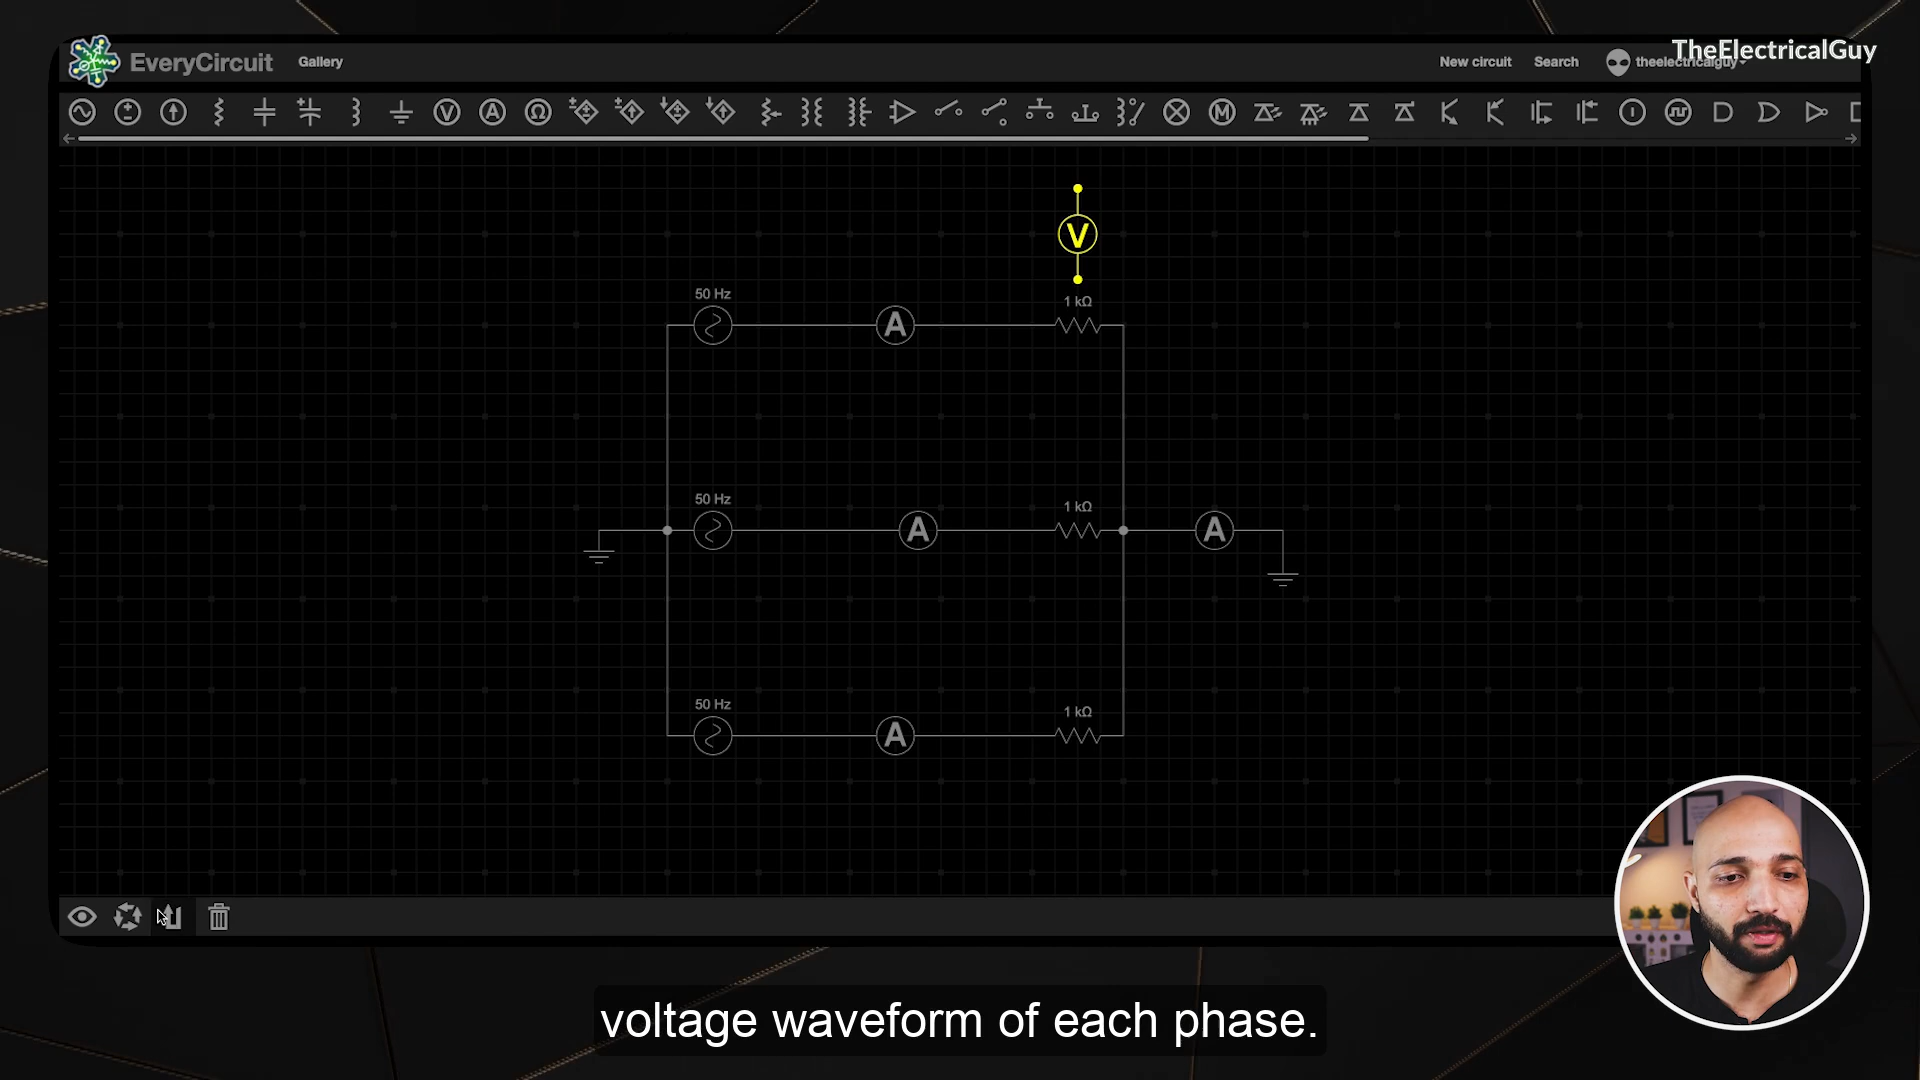 EveryCircuit
Gallery
New circuit
Search
theelectricalguy
TheElectricalGuy
V
A
Ω
M
V
50 Hz
A
1 kΩ
50 Hz
A
1 kΩ
A
50 Hz
A
1 kΩ
voltage waveform of each phase.